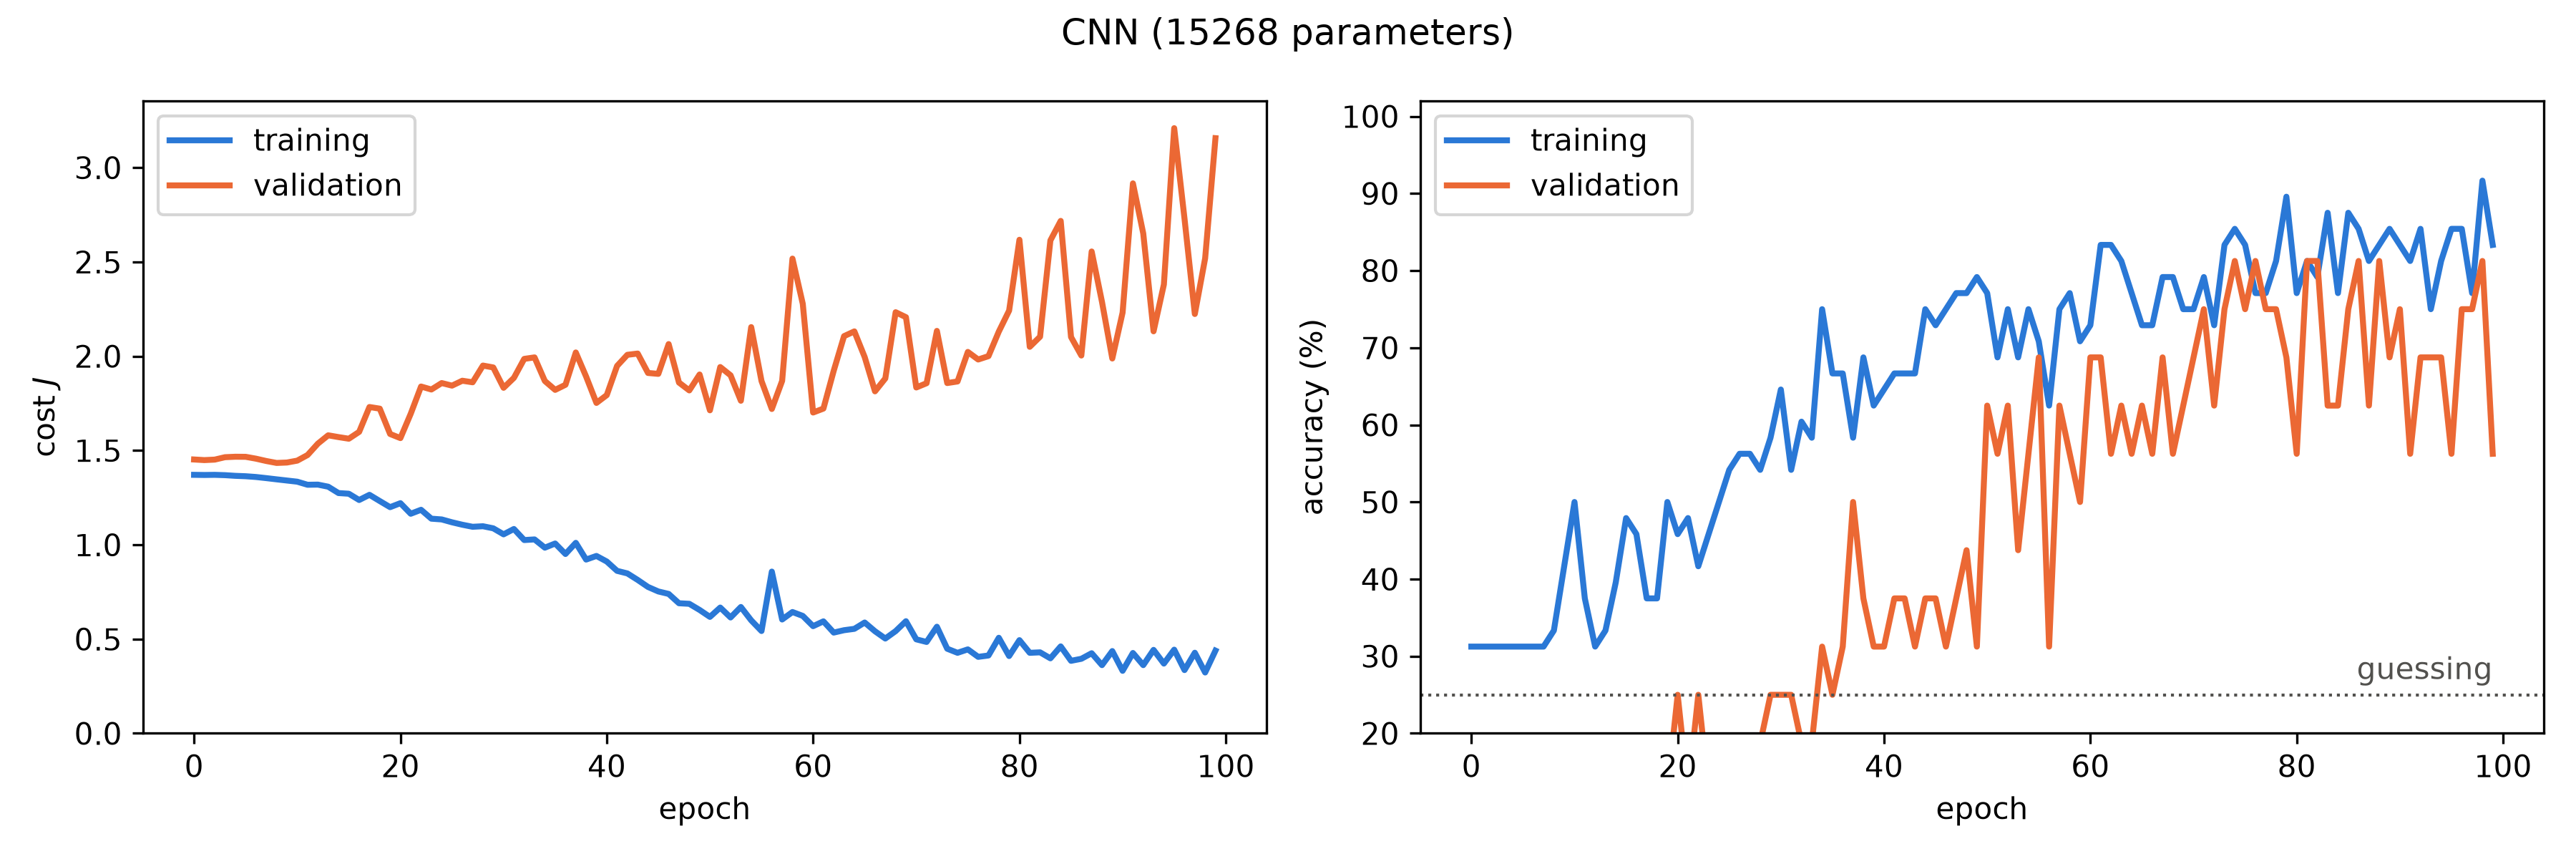 CNN (15268 parameters)
training
validation
cost J
3.0
2.5
2.0
1.5
1.0
0.5
0.0
0 20 40 60 80 100
epoch
training
validation
accuracy (%)
100
90
80
70
60
50
40
30
20
guessing
0 20 40 60 80 100
epoch